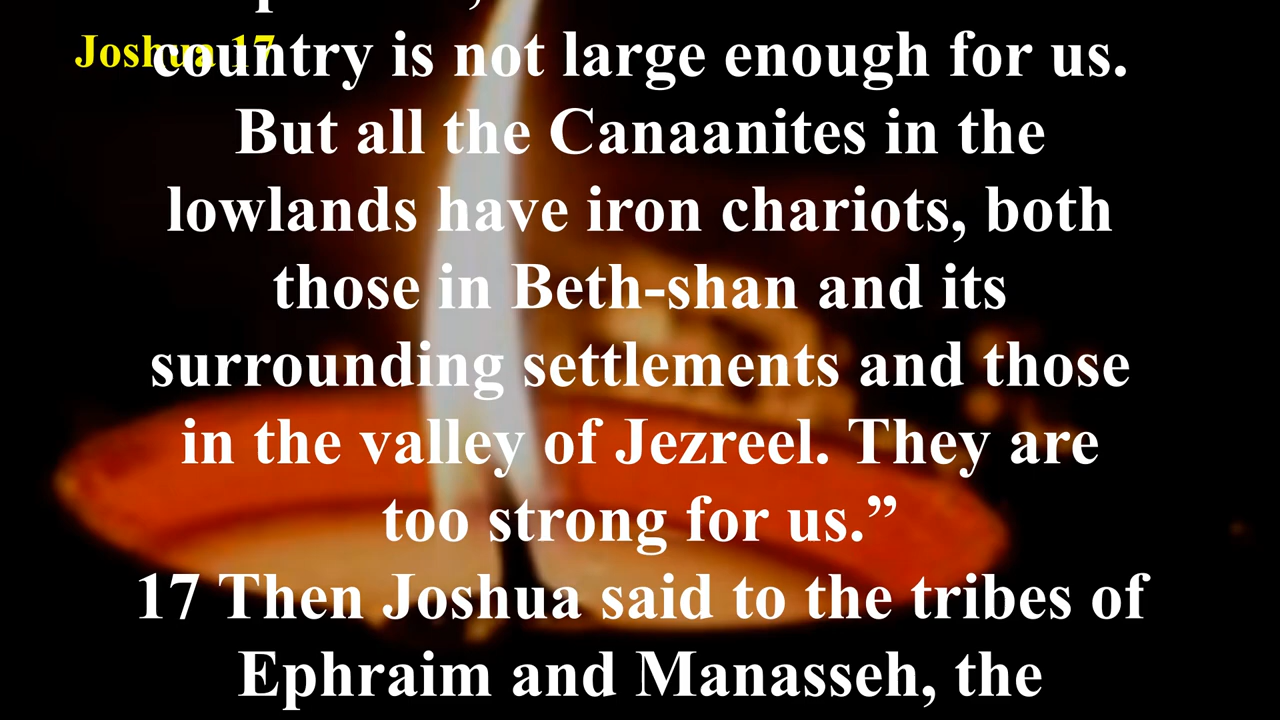 Joshua 17
country is not large enough for us.
But all the Canaanites in the
lowlands have iron chariots, both
those in Beth-shan and its
surrounding settlements and those
in the valley of Jezreel. They are
too strong for us.”
17 Then Joshua said to the tribes of
Ephraim and Manasseh, the